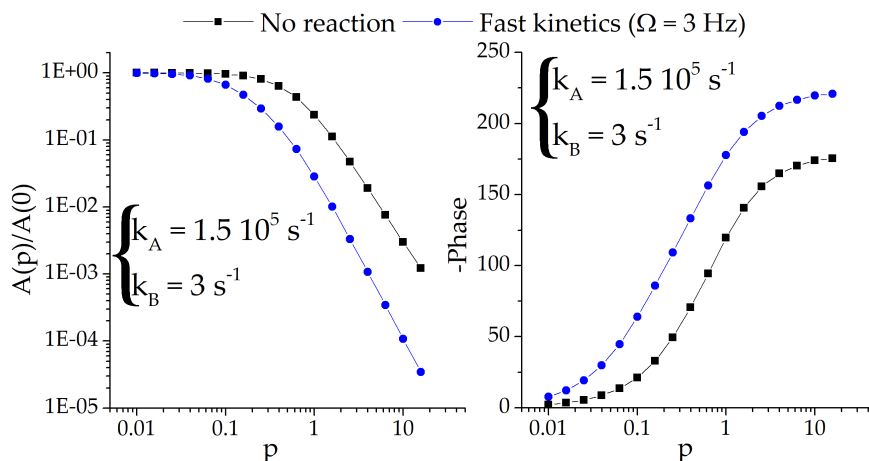 No reaction
Fast kinetics (Ω = 3 Hz)
A(p)/A(0)
1E+00
1E-01
1E-02
1E-03
1E-04
1E-05
k_A = 1.5 10^5 s^-1
k_B = 3 s^-1
0.01
0.1
1
10
p
-Phase
250
200
150
100
50
0
k_A = 1.5 10^5 s^-1
k_B = 3 s^-1
0.01
0.1
1
10
p